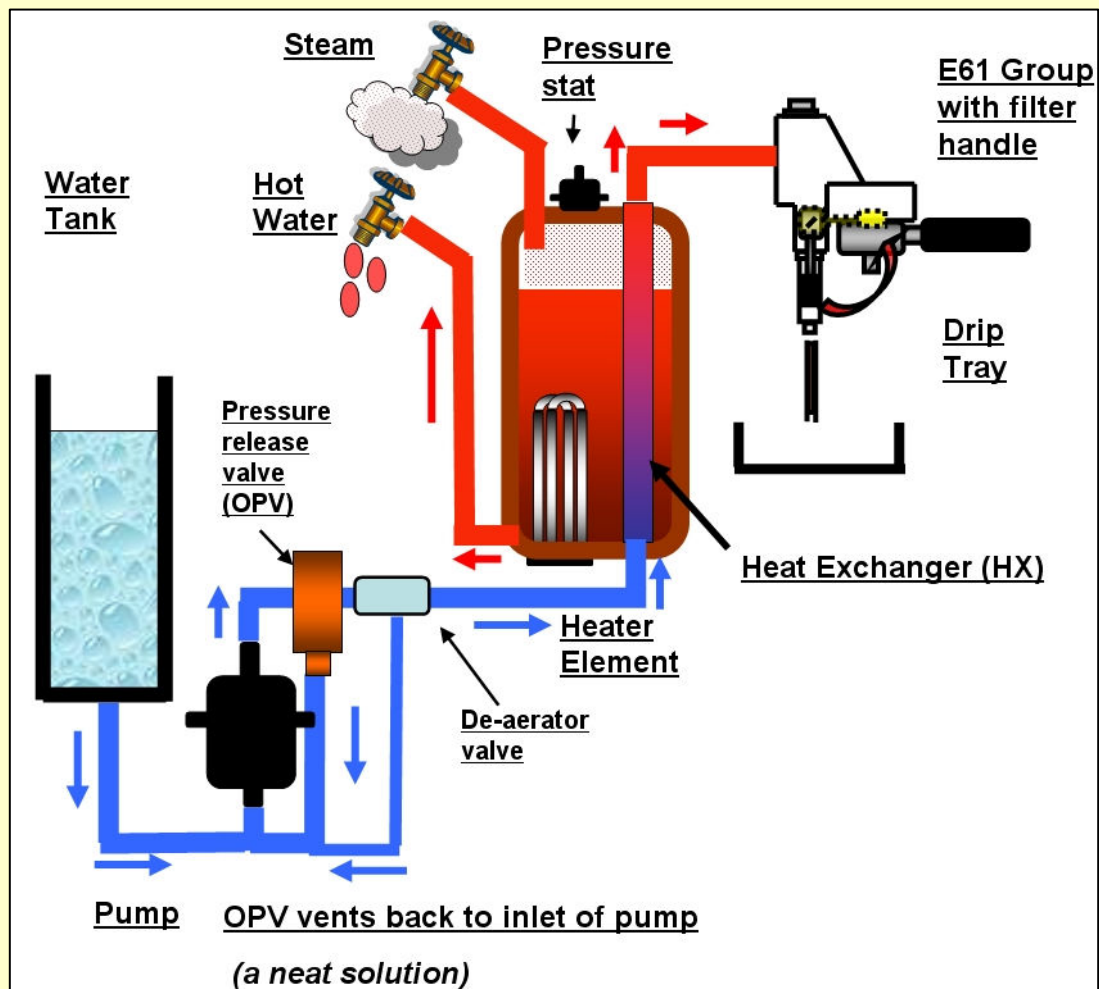 Steam
Pressure
stat
E61 Group
with filter
handle
Water
Tank
Hot
Water
Drip
Tray
Pressure
release
valve
(OPV)
Heat Exchanger (HX)
Heater
Element
De-aerator
valve
Pump
OPV vents back to inlet of pump
(a neat solution)